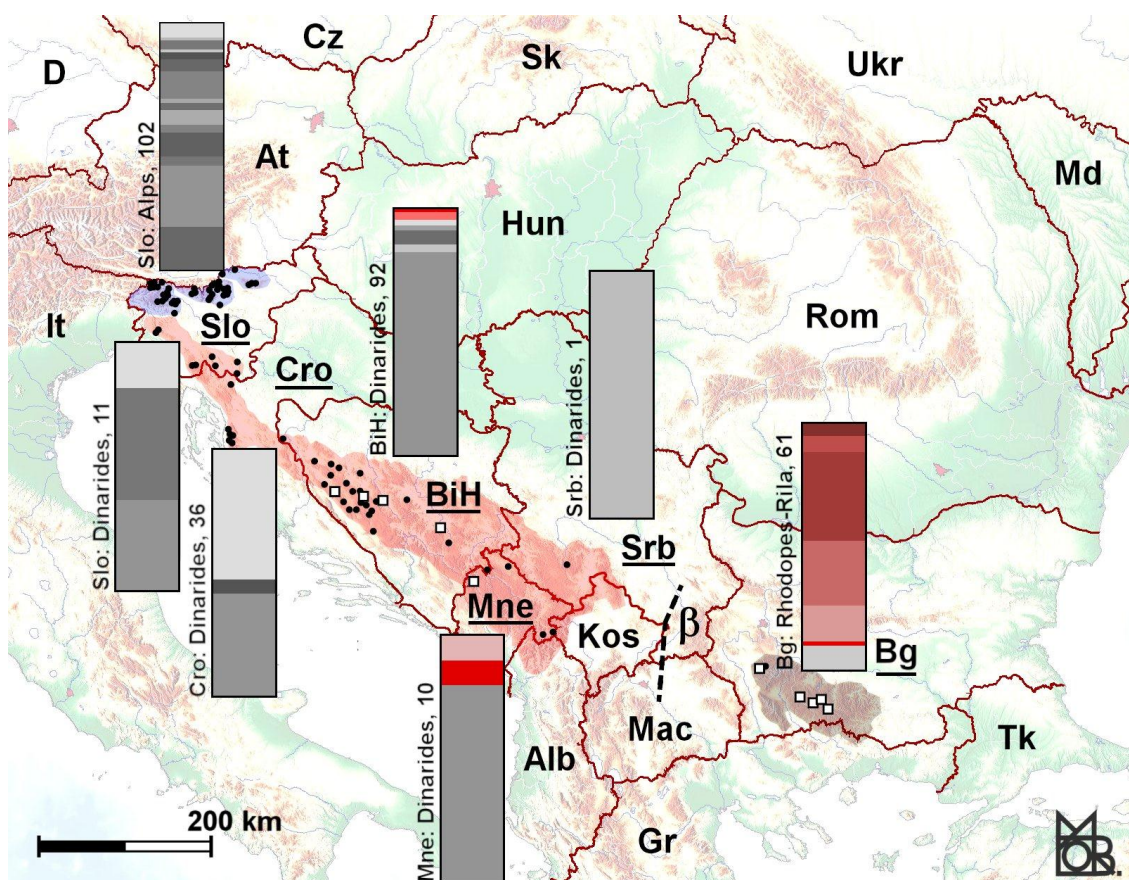 Cz
Sk
Ukr
D
At
Md
Slo: Alps, 102
Hun
BiH: Dinarides, 92
Srb: Dinarides, 1
It
Slo
Rom
Cro
Slo: Dinarides, 11
Cro: Dinarides, 36
BiH
Bg: Rhodopes-Rila, 61
Srb
Mne
Kos
β
Bg
Mne: Dinarides, 10
Alb
Mac
Tk
200 km
Gr